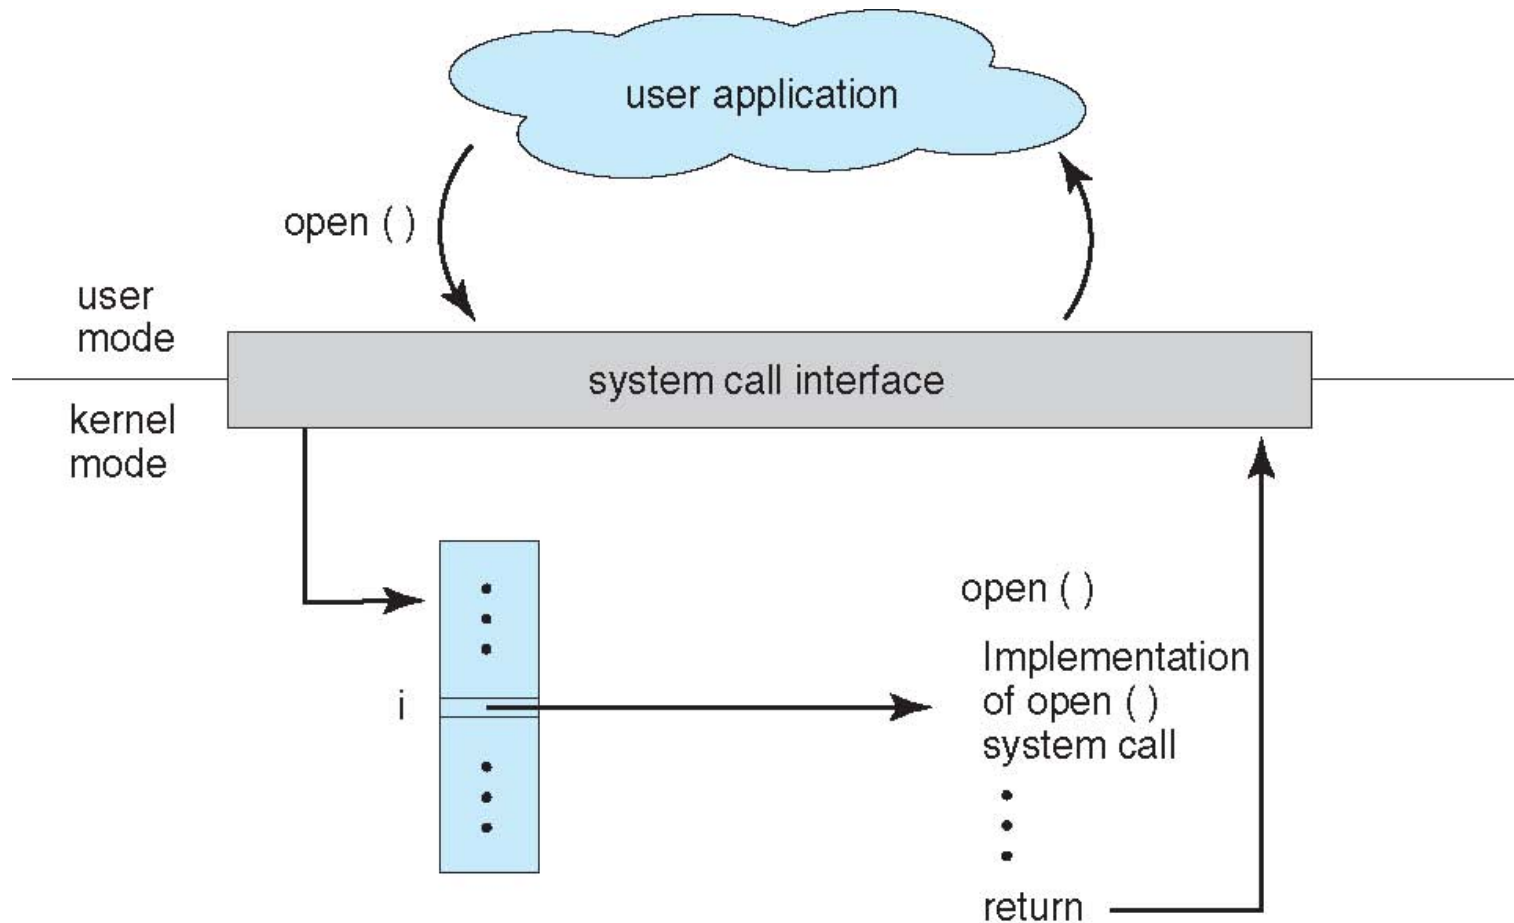 user application
open ( )
user
mode
system call interface
kernel
mode
open ( )
Implementation
of open ( )
system call
i
return